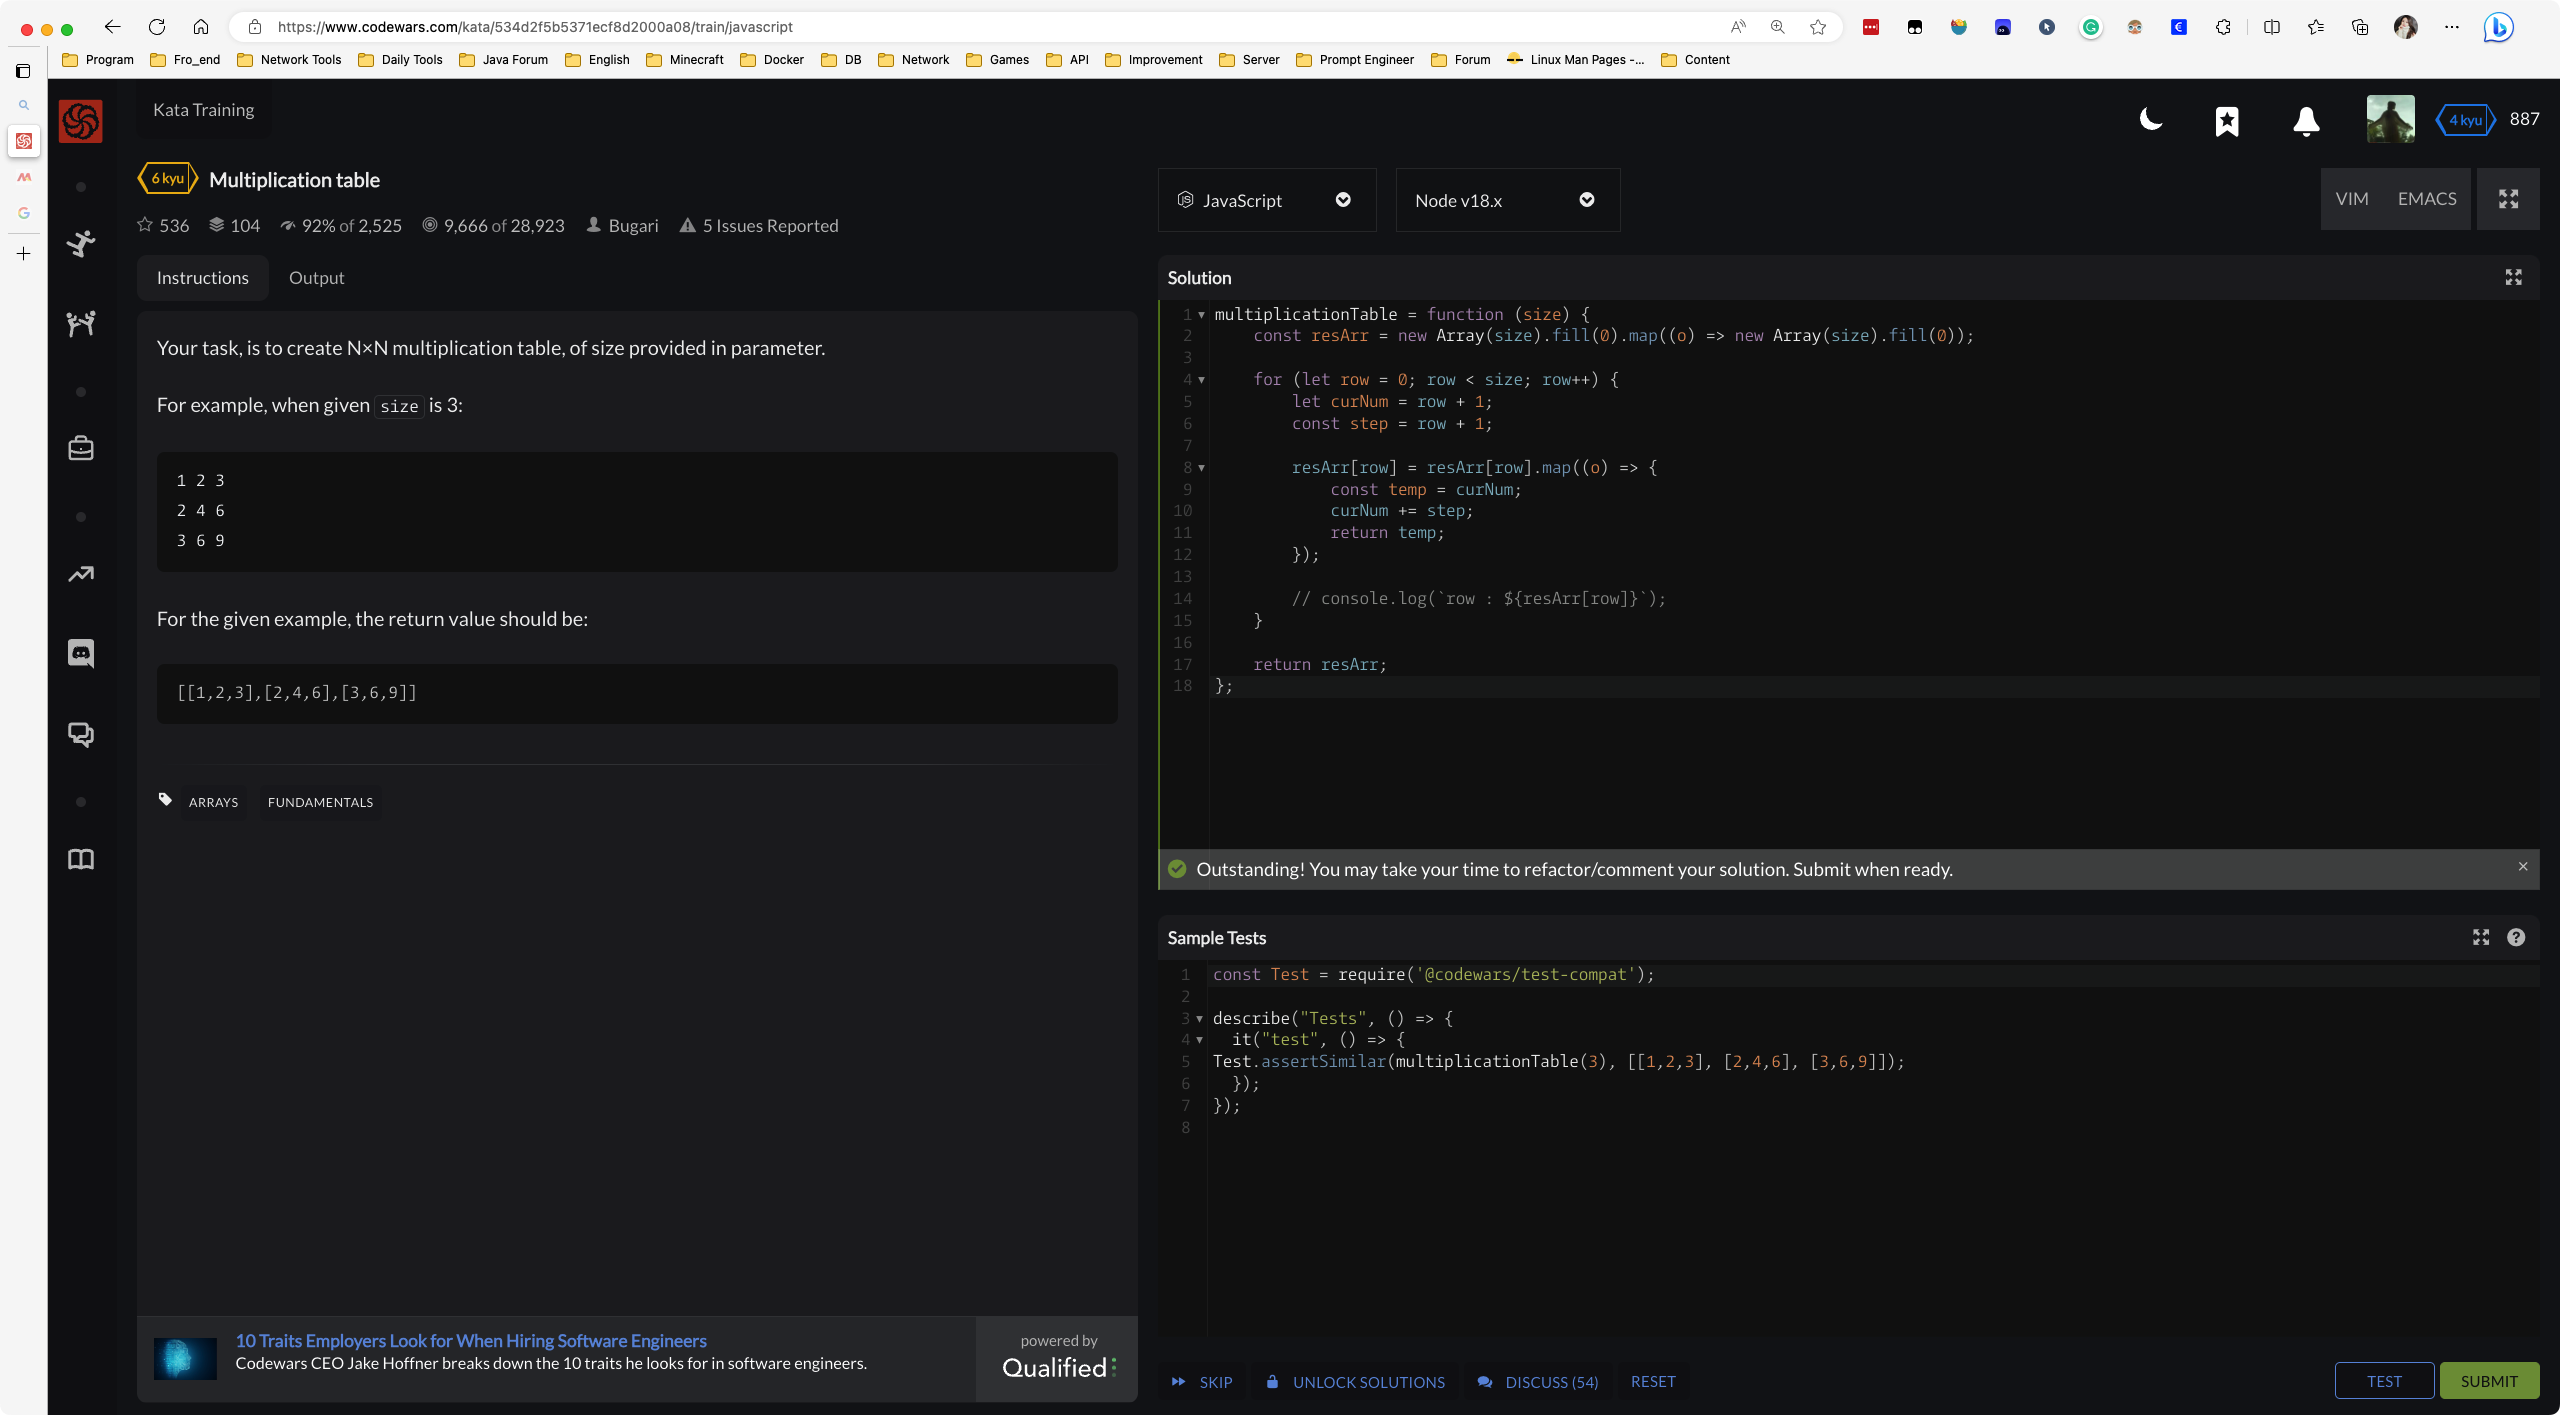 https://www.codewars.com/kata/534d2f5b5371ecf8d2000a08/train/javascript
Program Fro_end Network Tools Daily Tools Java Forum English Minecraft Docker DB Network Games API Improvement Server Prompt Engineer Forum Linux Man Pages -... Content
Kata Training
4 kyu 887
6 kyu Multiplication table
536 104 92% of 2,525 9,666 of 28,923 Bugari 5 Issues Reported
Instructions Output
Your task, is to create N×N multiplication table, of size provided in parameter.
For example, when given size is 3:
1 2 3
2 4 6
3 6 9
For the given example, the return value should be:
[[1,2,3],[2,4,6],[3,6,9]]
ARRAYS FUNDAMENTALS
10 Traits Employers Look for When Hiring Software Engineers
Codewars CEO Jake Hoffner breaks down the 10 traits he looks for in software engineers.
powered by
Qualified
JavaScript Node v18.x VIM EMACS
Solution
1 multiplicationTable = function (size) {
2 const resArr = new Array(size).fill(0).map((o) => new Array(size).fill(0));
3
4 for (let row = 0; row < size; row++) {
5 let curNum = row + 1;
6 const step = row + 1;
7
8 resArr[row] = resArr[row].map((o) => {
9 const temp = curNum;
10 curNum += step;
11 return temp;
12 });
13
14 // console.log(`row : ${resArr[row]}`);
15 }
16
17 return resArr;
18 };
Outstanding! You may take your time to refactor/comment your solution. Submit when ready.
Sample Tests
1 const Test = require('@codewars/test-compat');
2
3 describe("Tests", () => {
4 it("test", () => {
5 Test.assertSimilar(multiplicationTable(3), [[1,2,3], [2,4,6], [3,6,9]]);
6 });
7 });
8
SKIP UNLOCK SOLUTIONS DISCUSS (54) RESET TEST SUBMIT